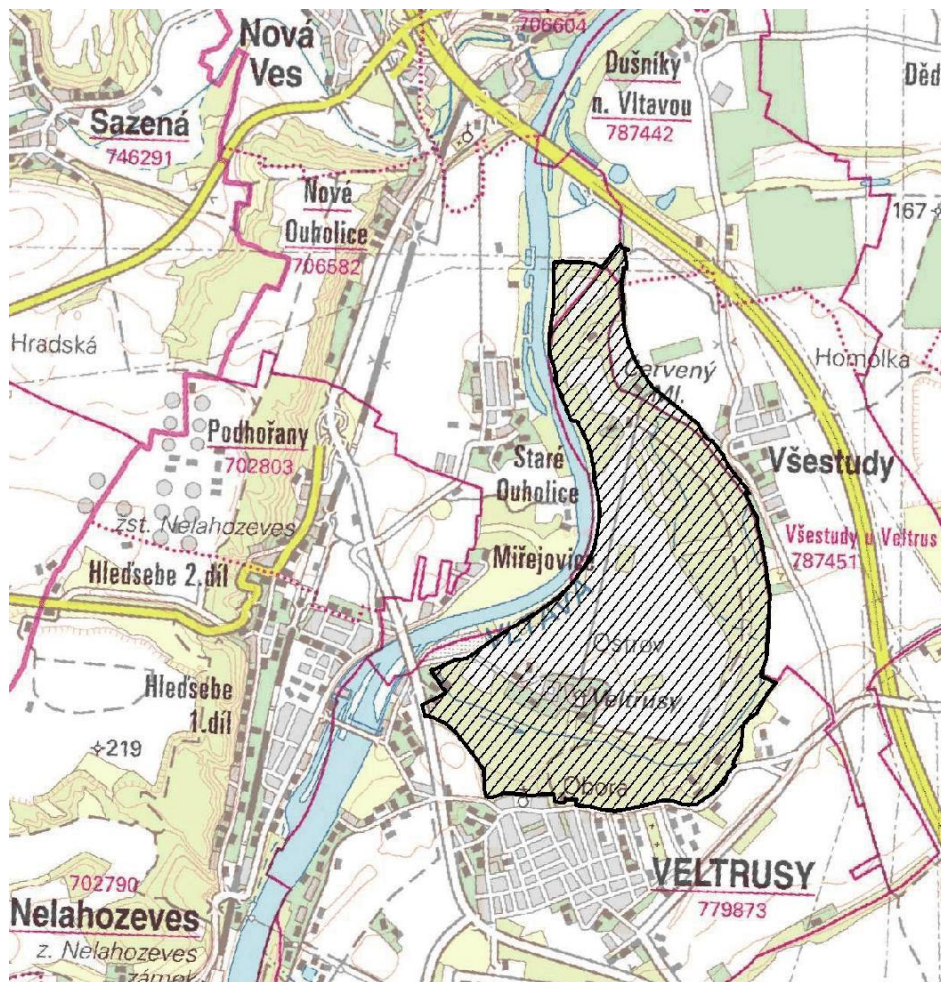 706604
Nová
Ves
Dušníky
n. Vltavou
787442
Děd
Sazená
746291
Nové
Ouholice
706582
167
Hradská
Červený
Ml.
Homolka
Podhořany
702803
Staré
Ouholice
Všestudy
žst. Nelahozeves
Miřejovice
Všestudy u Veltrus
787451
Hleďsebe 2.díl
VLTAVA
Ostrov
Hleďsebe
1.díl
Veltrusy
219
Obora
702790
VELTRUSY
779873
Nelahozeves
z. Nelahozeves
zámek